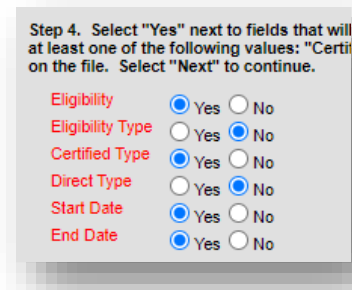 Step 4. Select "Yes" next to fields that will
at least one of the following values: "Certif
on the file. Select "Next" to continue.
Eligibility Yes No
Eligibility Type Yes No
Certified Type Yes No
Direct Type Yes No
Start Date Yes No
End Date Yes No